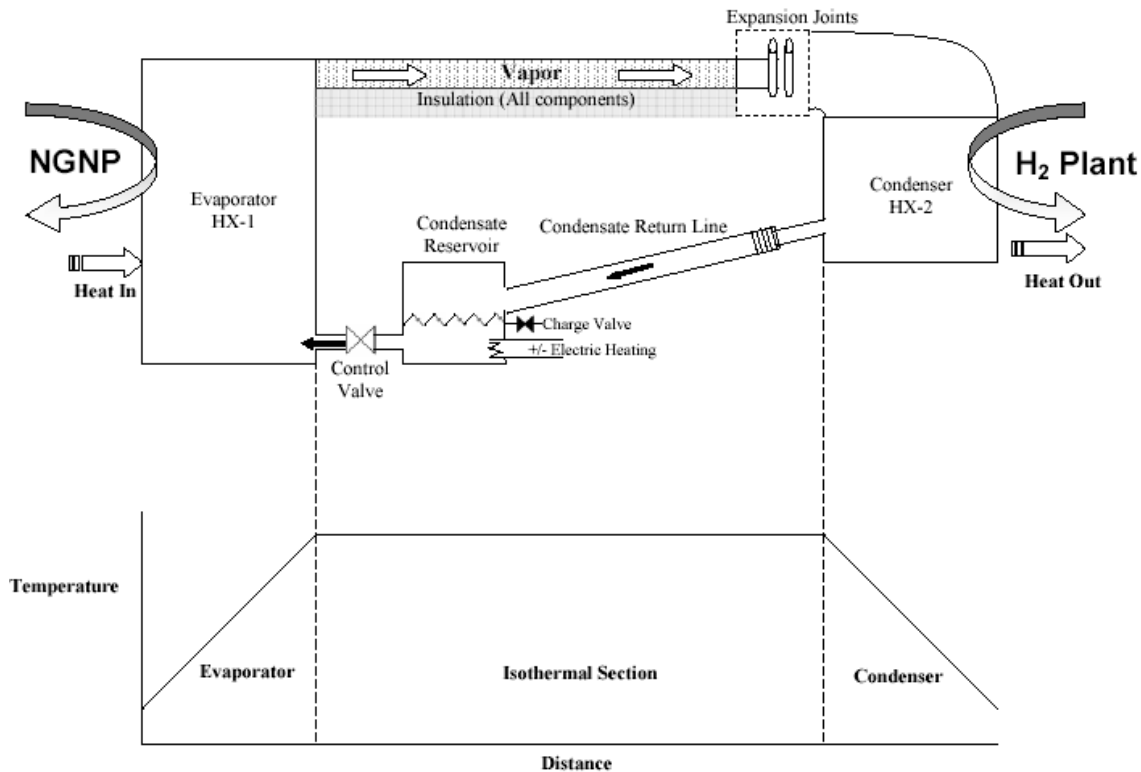 Expansion Joints
Vapor
Insulation (All components)
NGNP
H₂ Plant
Evaporator
HX-1
Condenser
HX-2
Condensate
Reservoir
Condensate Return Line
Heat In
Heat Out
Charge Valve
+/- Electric Heating
Control
Valve
Temperature
Evaporator
Isothermal Section
Condenser
Distance